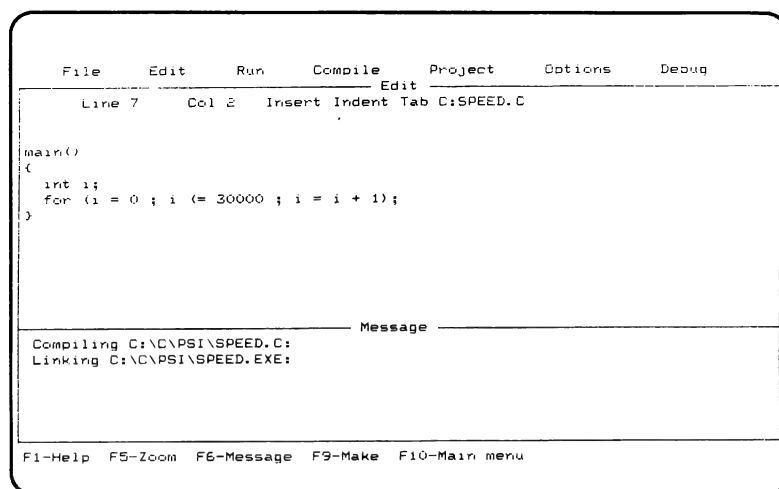 File Edit Run Compile Project Options Debug
Edit
Line 7 Col 2 Insert Indent Tab C:SPEED.C
main()
{
int i;
for (i = 0 ; i <= 30000 ; i = i + 1);
}
Message
Compiling C:\C\PSI\SPEED.C:
Linking C:\C\PSI\SPEED.EXE:
F1-Help F5-Zoom F6-Message F9-Make F10-Main menu